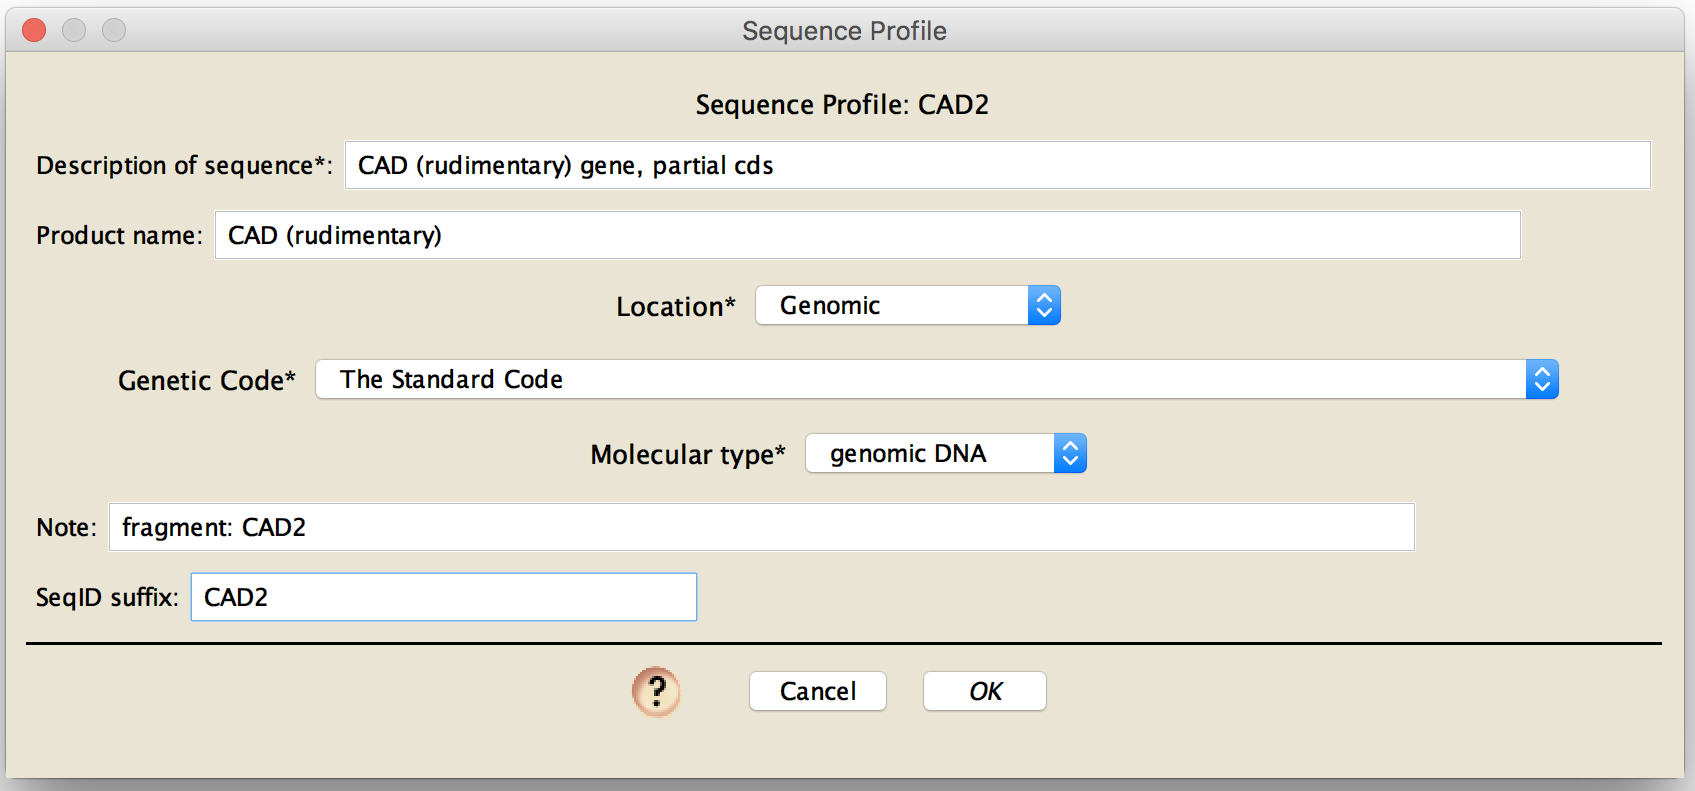 Sequence Profile
Sequence Profile: CAD2
Description of sequence*: CAD (rudimentary) gene, partial cds
Product name: CAD (rudimentary)
Location* Genomic
Genetic Code* The Standard Code
Molecular type* genomic DNA
Note: fragment: CAD2
SeqID suffix: CAD2
? Cancel OK